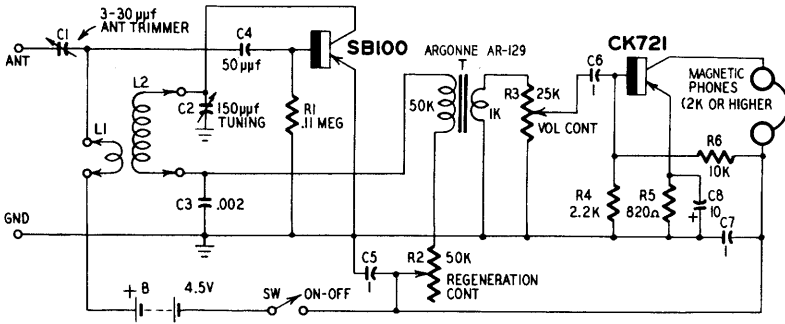 3-30 μμf
ANT TRIMMER
C1
ANT
C4
50 μμf
SB100
ARGONNE AR-129
T
C6
1
CK721
MAGNETIC
PHONES
(2K OR HIGHER
L2
L1
C2
150 μμf
TUNING
R1
.11 MEG
50K
1K
R3
25K
VOL CONT
R6
10K
C3
.002
R4
2.2K
R5
820Ω
C8
+
10
C7
1
GND
C5
1
R2
50K
REGENERATION
CONT
+ B
4.5V
SW
ON-OFF